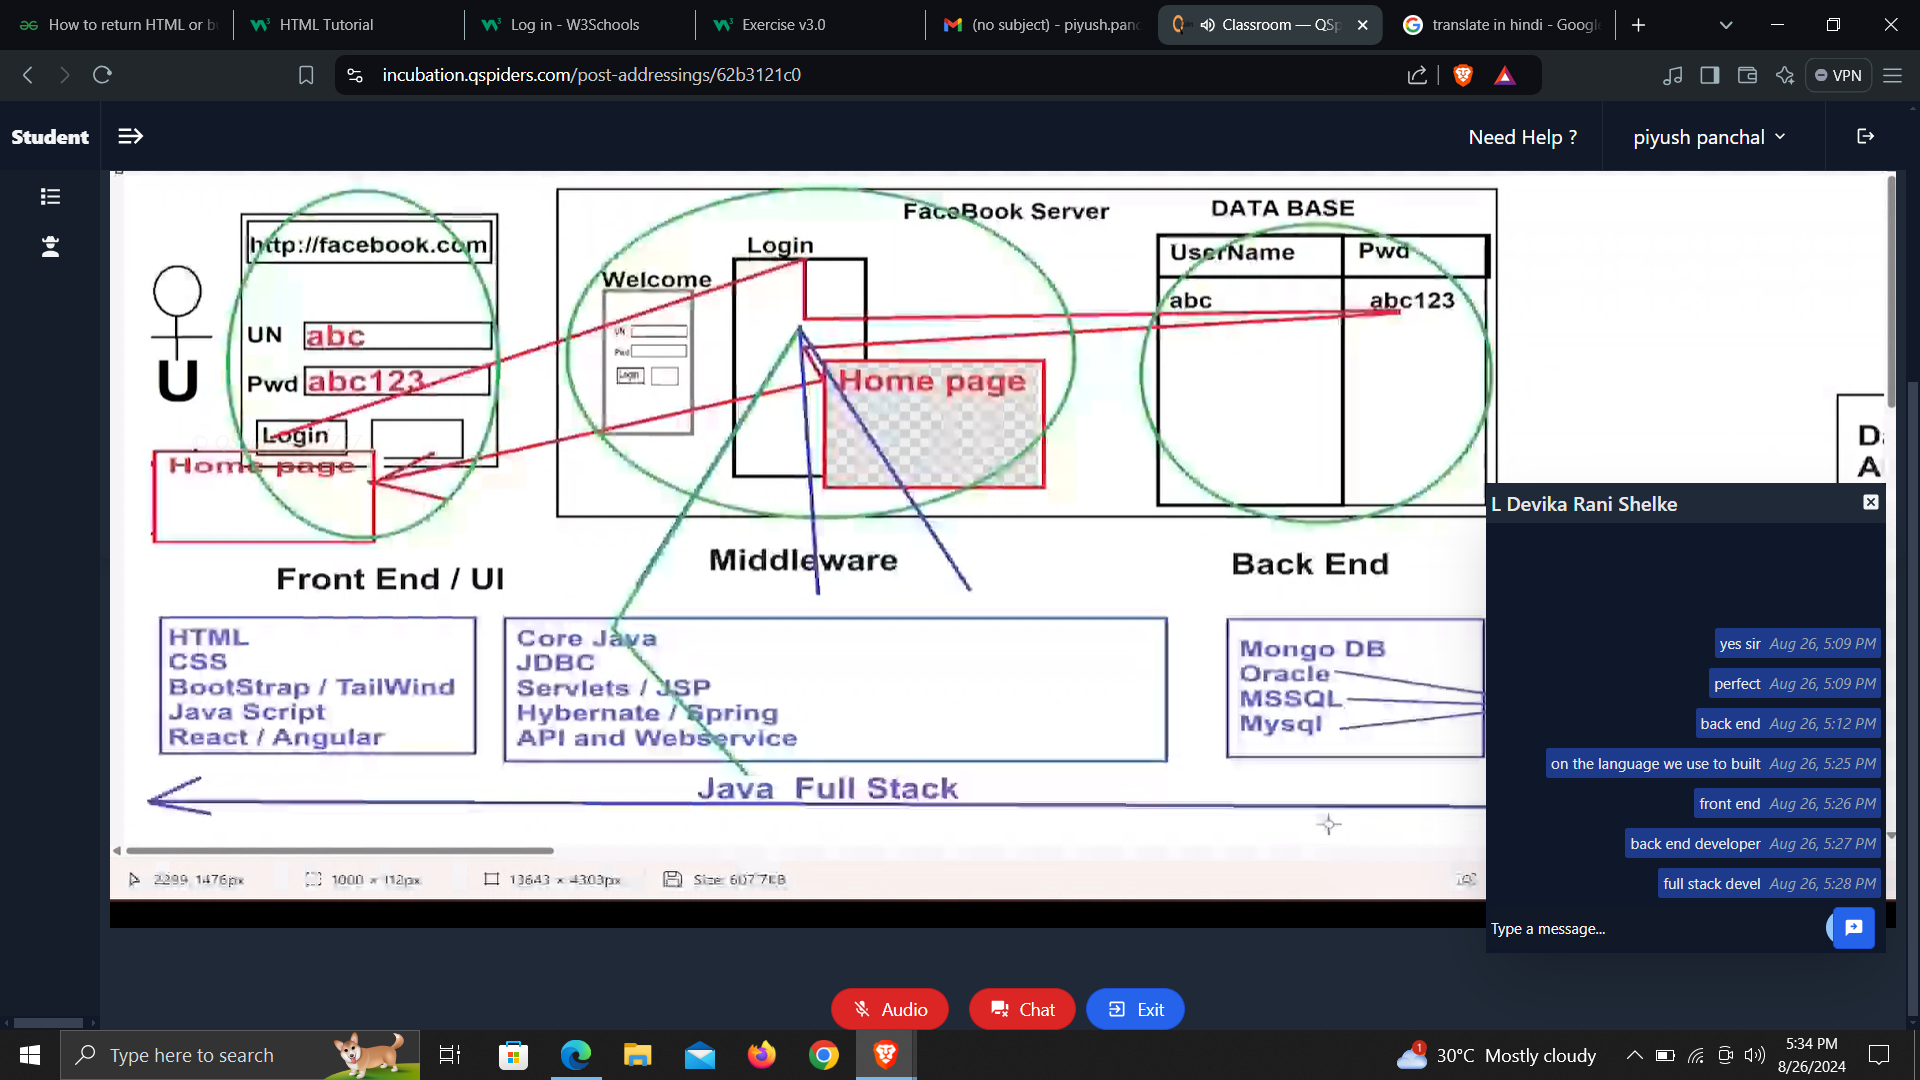 How to return HTML or b
HTML Tutorial
Log in - W3Schools
Exercise v3.0
(no subject) - piyush.panc
Classroom — QSp
translate in hindi - Google
incubation.qspiders.com/post-addressings/62b3121c0
VPN
Student
Need Help ?
piyush panchal
FaceBook Server
DATA BASE
http://facebook.com
Login
Welcome
UserName
Pwd
abc
abc123
UN
abc
Pwd
abc123
UN
Pwd
Login
U
Login
Home page
Home page
D
A
Front End / UI
Middleware
Back End
HTML
CSS
BootStrap / TailWind
Java Script
React / Angular
Core Java
JDBC
Servlets / JSP
Hybernate / Spring
API and Webservice
Mongo DB
Oracle
MSSQL
Mysql
Java Full Stack
2299, 1476px
1000 × 112px
13643 × 4303px
Size: 607.7KB
L Devika Rani Shelke
yes sir Aug 26, 5:09 PM
perfect Aug 26, 5:09 PM
back end Aug 26, 5:12 PM
on the language we use to built Aug 26, 5:25 PM
front end Aug 26, 5:26 PM
back end developer Aug 26, 5:27 PM
full stack devel Aug 26, 5:28 PM
Type a message...
Audio
Chat
Exit
Type here to search
1
30°C Mostly cloudy
5:34 PM
8/26/2024